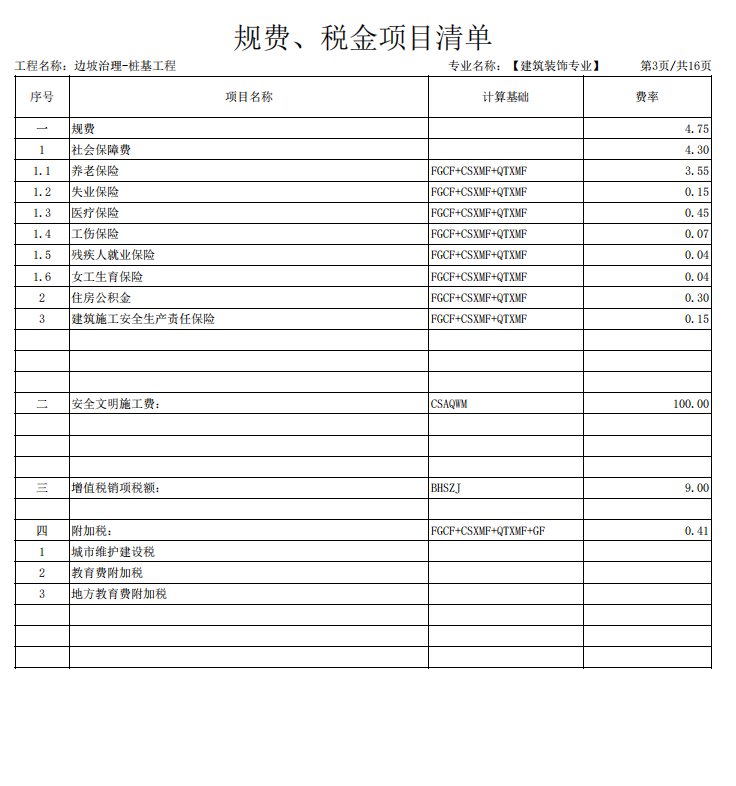 规费、税金项目清单
工程名称：边坡治理-桩基工程 专业名称：【建筑装饰专业】 第3页/共16页
序号 项目名称 计算基础 费率
一 规费 4.75
1 社会保障费 4.30
1.1 养老保险 FGCF+CSXMF+QTXMF 3.55
1.2 失业保险 FGCF+CSXMF+QTXMF 0.15
1.3 医疗保险 FGCF+CSXMF+QTXMF 0.45
1.4 工伤保险 FGCF+CSXMF+QTXMF 0.07
1.5 残疾人就业保险 FGCF+CSXMF+QTXMF 0.04
1.6 女工生育保险 FGCF+CSXMF+QTXMF 0.04
2 住房公积金 FGCF+CSXMF+QTXMF 0.30
3 建筑施工安全生产责任保险 FGCF+CSXMF+QTXMF 0.15
二 安全文明施工费： CSAQWM 100.00
三 增值税销项税额： BHSZJ 9.00
四 附加税： FGCF+CSXMF+QTXMF+GF 0.41
1 城市维护建设税
2 教育费附加税
3 地方教育费附加税